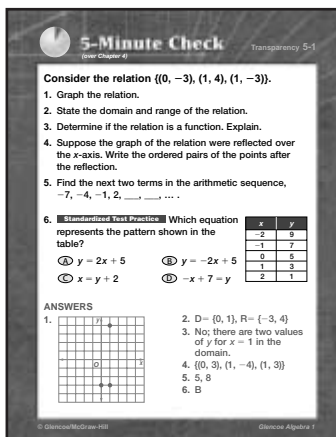 5-Minute Check
Transparency 5-1
(over Chapter 4)
Consider the relation {(0, −3), (1, 4), (1, −3)}.
1. Graph the relation.
2. State the domain and range of the relation.
3. Determine if the relation is a function. Explain.
4. Suppose the graph of the relation were reflected over
the x-axis. Write the ordered pairs of the points after
the reflection.
5. Find the next two terms in the arithmetic sequence,
−7, −4, −1, 2, ___, ___, ... .
6. Standardized Test Practice Which equation
represents the pattern shown in the
table?
A y = 2x + 5 B y = −2x + 5
C x = y + 2 D −x + 7 = y
x y
−2 9
−1 7
0 5
1 3
2 1
ANSWERS
1.
y
O x
2. D= {0, 1}, R= {−3, 4}
3. No; there are two values
of y for x = 1 in the
domain.
4. {(0, 3), (1, −4), (1, 3)}
5. 5, 8
6. B
© Glencoe/McGraw-Hill
Glencoe Algebra 1